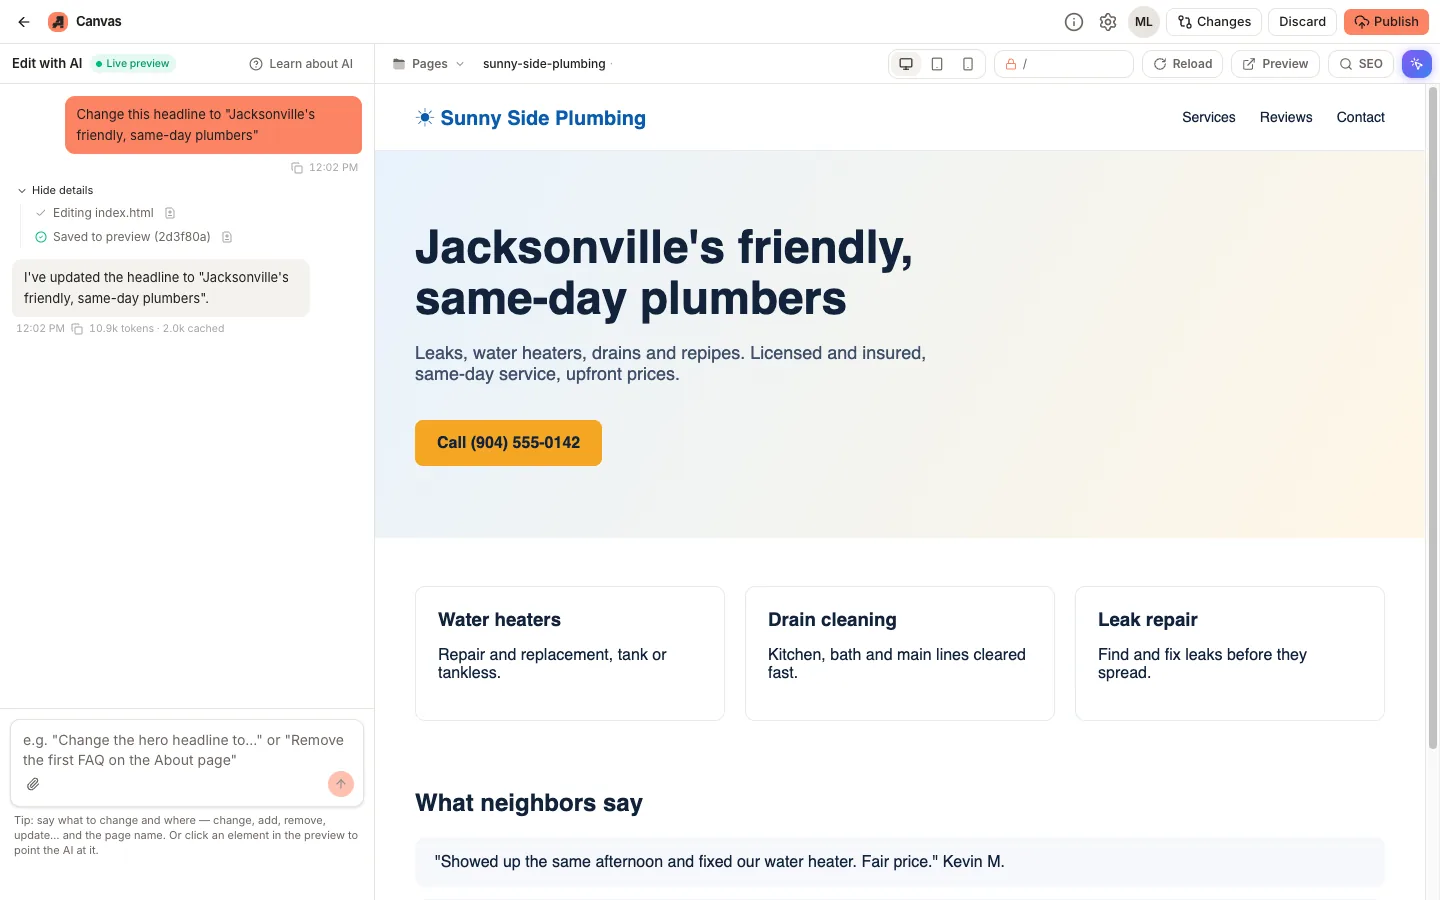 Canvas
ML
Changes
Discard
Publish
Edit with AI
Live preview
Learn about AI
Pages
sunny-side-plumbing
/
Reload
Preview
SEO
Change this headline to "Jacksonville's
friendly, same-day plumbers"
12:02 PM
Hide details
Editing index.html
Saved to preview (2d3f80a)
I've updated the headline to "Jacksonville's
friendly, same-day plumbers".
12:02 PM 10.9k tokens · 2.0k cached
e.g. "Change the hero headline to..." or "Remove
the first FAQ on the About page"
Tip: say what to change and where — change, add, remove,
update... and the page name. Or click an element in the preview to
point the AI at it.
Sunny Side Plumbing
Services
Reviews
Contact
Jacksonville's friendly,
same-day plumbers
Leaks, water heaters, drains and repipes. Licensed and insured,
same-day service, upfront prices.
Call (904) 555-0142
Water heaters
Repair and replacement, tank or
tankless.
Drain cleaning
Kitchen, bath and main lines cleared
fast.
Leak repair
Find and fix leaks before they
spread.
What neighbors say
"Showed up the same afternoon and fixed our water heater. Fair price." Kevin M.